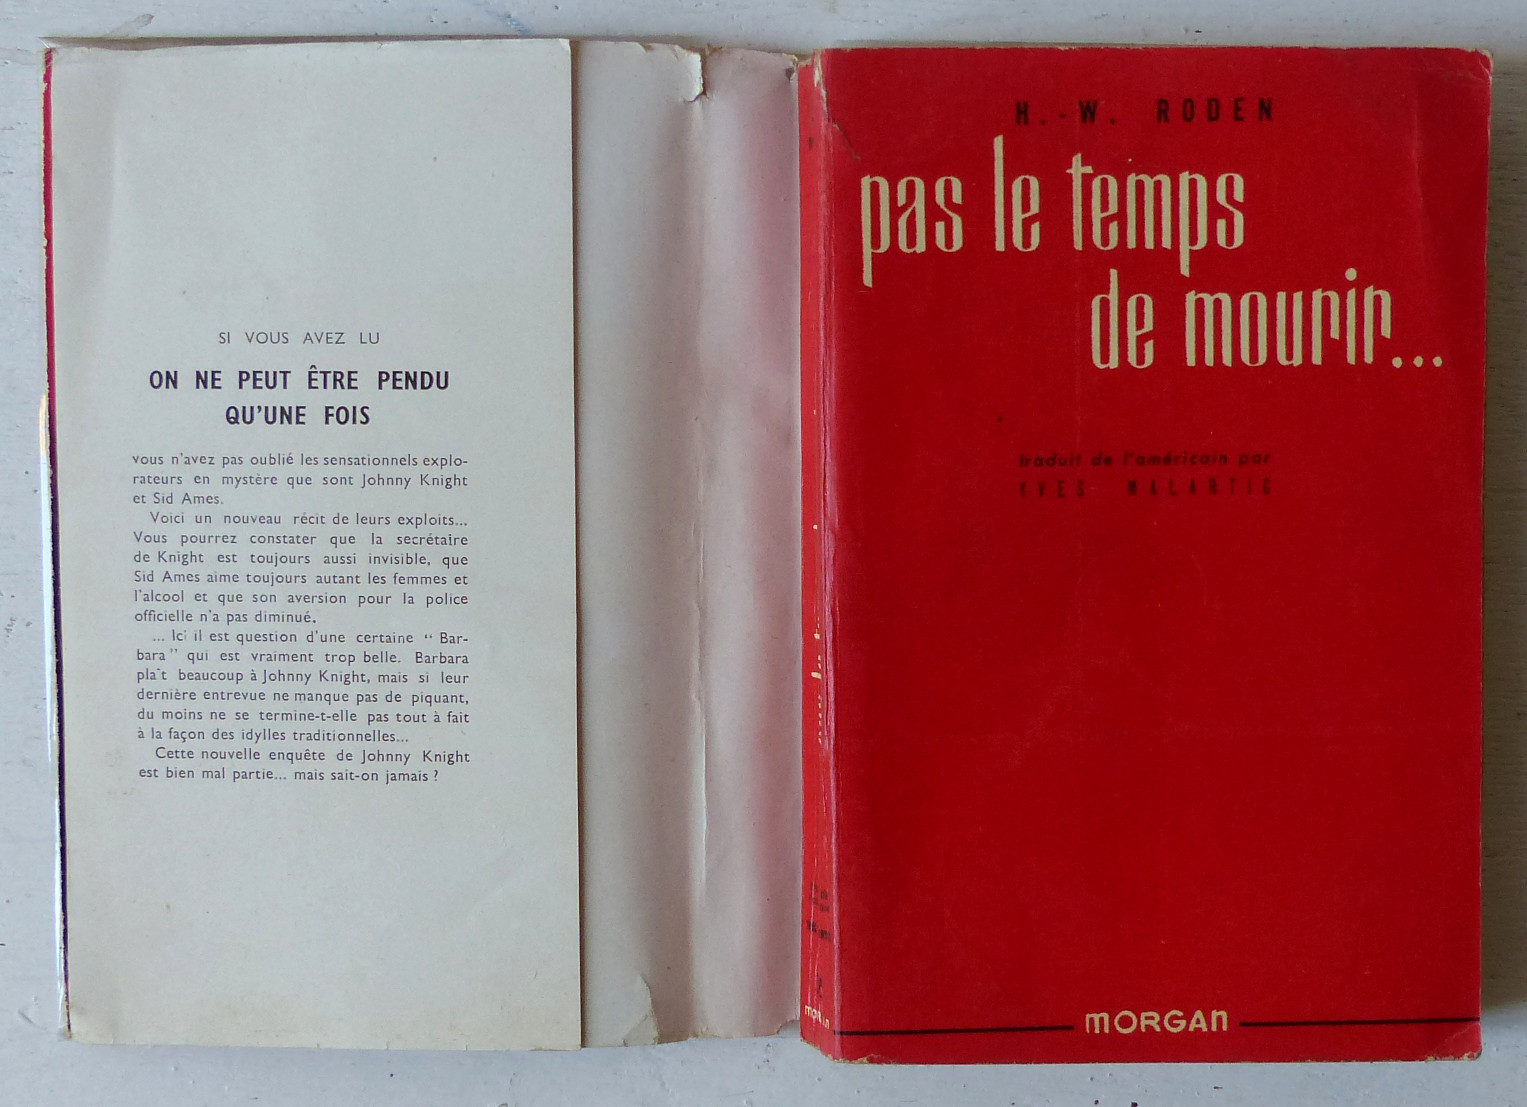 SI VOUS AVEZ LU
ON NE PEUT ÊTRE PENDU
QU'UNE FOIS
vous n'avez pas oublié les sensationnels explo-
rateurs en mystère que sont Johnny Knight
et Sid Ames.
Voici un nouveau récit de leurs exploits...
Vous pourrez constater que la secrétaire
de Knight est toujours aussi invisible, que
Sid Ames aime toujours autant les femmes et
l'alcool et que son aversion pour la police
officielle n'a pas diminué.
... Ici il est question d'une certaine “ Bar-
bara ” qui est vraiment trop belle. Barbara
plaît beaucoup à Johnny Knight, mais si leur
dernière entrevue ne manque pas de piquant,
du moins ne se termine-t-elle pas tout à fait
à la façon des idylles traditionnelles...
Cette nouvelle enquête de Johnny Knight
est bien mal partie... mais sait-on jamais ?
H.-W. RODEN
pas le temps
de mourir...
traduit de l'américain par
YVES MALARTIC
MORGAN